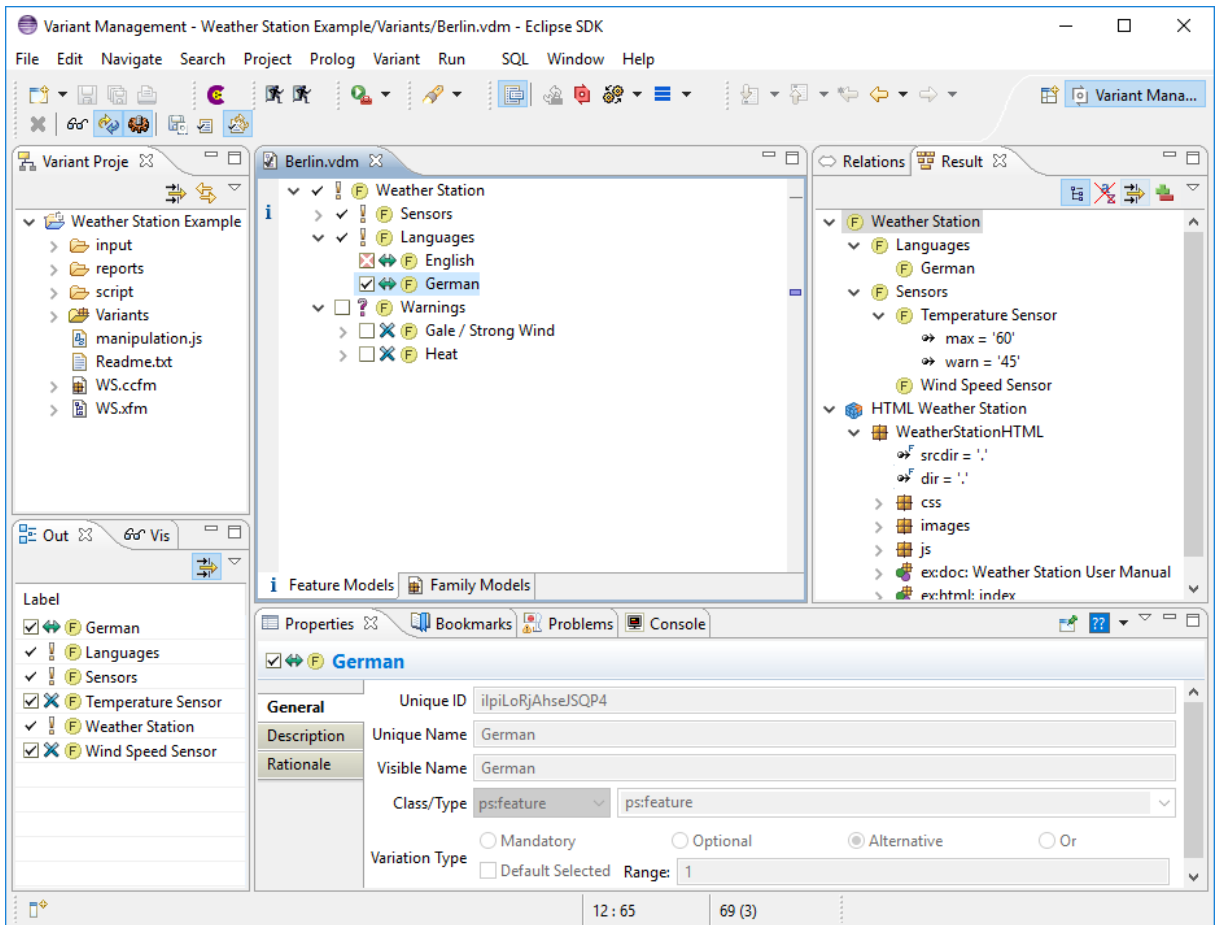 Variant Management - Weather Station Example/Variants/Berlin.vdm - Eclipse SDK
File Edit Navigate Search Project Prolog Variant Run SQL Window Help
Variant Mana...
Variant Proje
Weather Station Example
input
reports
script
Variants
manipulation.js
Readme.txt
WS.ccfm
WS.xfm
Berlin.vdm
Weather Station
Sensors
Languages
English
German
Warnings
Gale / Strong Wind
Heat
Feature Models Family Models
Relations Result
Weather Station
Languages
German
Sensors
Temperature Sensor
max = '60'
warn = '45'
Wind Speed Sensor
HTML Weather Station
WeatherStationHTML
srcdir = '.'
dir = '.'
css
images
js
ex:doc: Weather Station User Manual
ex:html: index
Out Vis
Label
German
Languages
Sensors
Temperature Sensor
Weather Station
Wind Speed Sensor
Properties Bookmarks Problems Console
German
General
Description
Rationale
Unique ID iIpiLoRjAhseJSQP4
Unique Name German
Visible Name German
Class/Type ps:feature ps:feature
Variation Type
Mandatory Optional Alternative Or
Default Selected Range: 1
12 : 65 69 (3)